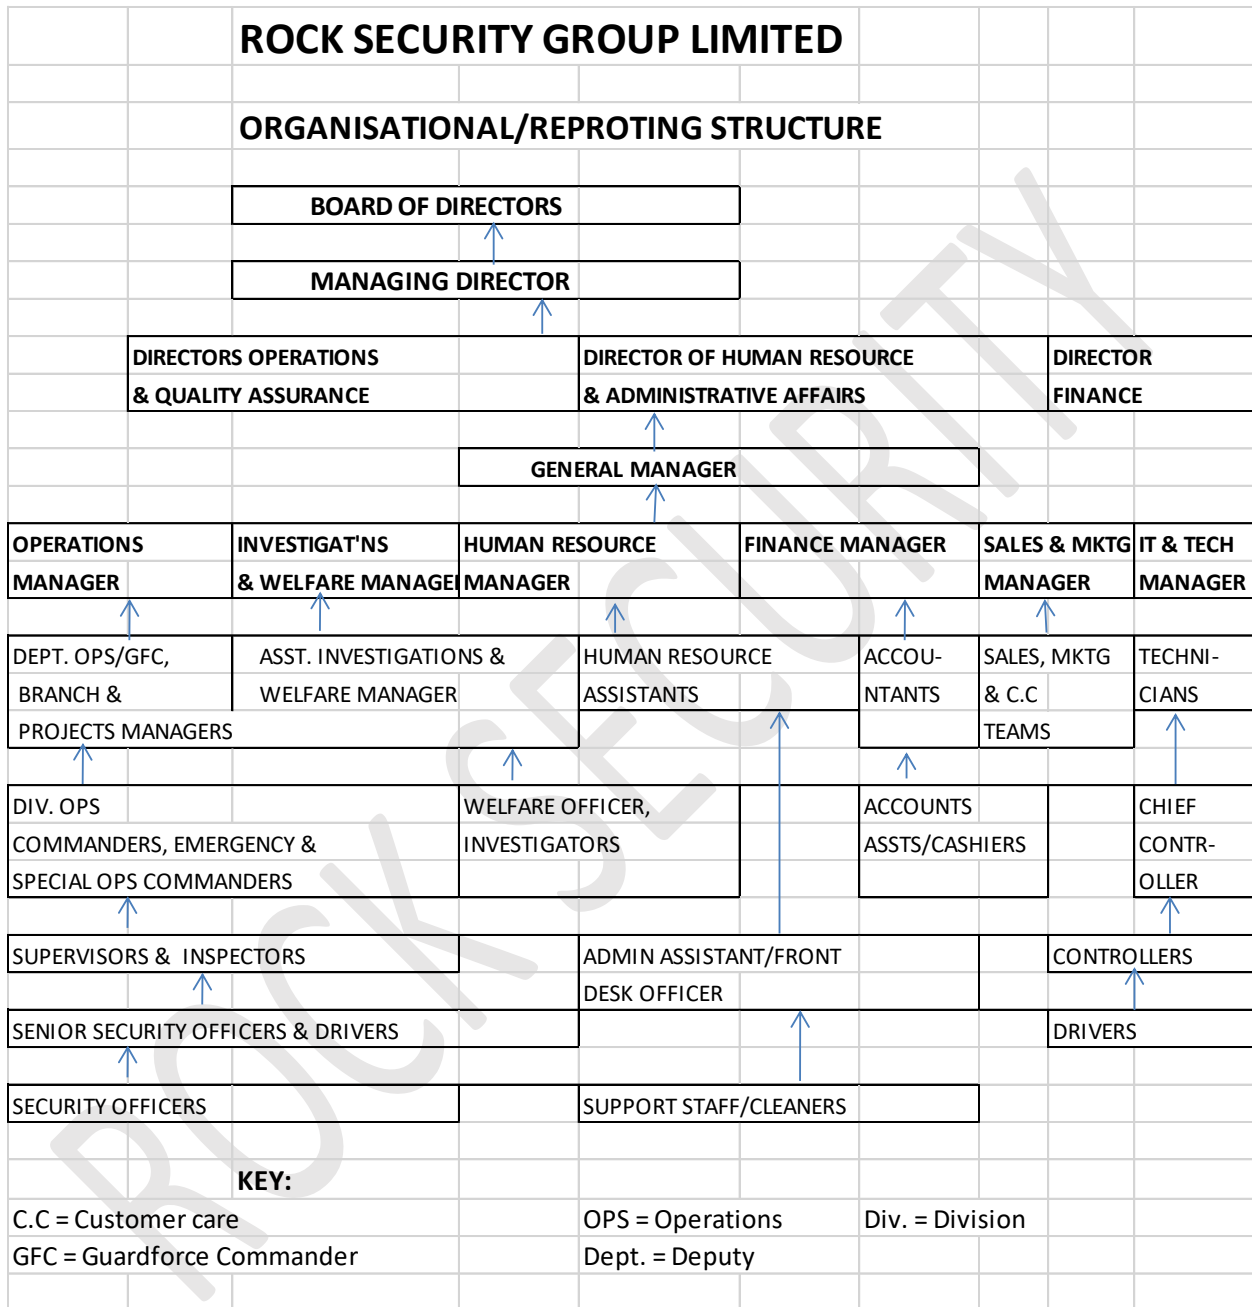 ROCK SECURITY GROUP LIMITED
ORGANISATIONAL/REPROTING STRUCTURE
BOARD OF DIRECTORS
MANAGING DIRECTOR
DIRECTORS OPERATIONS
& QUALITY ASSURANCE
DIRECTOR OF HUMAN RESOURCE
& ADMINISTRATIVE AFFAIRS
DIRECTOR
FINANCE
GENERAL MANAGER
OPERATIONS
MANAGER
INVESTIGAT'NS
& WELFARE MANAGE
HUMAN RESOURCE
MANAGER
FINANCE MANAGER
SALES & MKTG
MANAGER
IT & TECH
MANAGER
DEPT. OPS/GFC,
BRANCH &
PROJECTS MANAGERS
ASST. INVESTIGATIONS &
WELFARE MANAGER
HUMAN RESOURCE
ASSISTANTS
ACCOU-
NTANTS
SALES, MKTG
& C.C
TEAMS
TECHNI-
CIANS
DIV. OPS
COMMANDERS, EMERGENCY &
SPECIAL OPS COMMANDERS
WELFARE OFFICER,
INVESTIGATORS
ACCOUNTS
ASSTS/CASHIERS
CHIEF
CONTR-
OLLER
SUPERVISORS & INSPECTORS
ADMIN ASSISTANT/FRONT
DESK OFFICER
CONTROLLERS
SENIOR SECURITY OFFICERS & DRIVERS
DRIVERS
SECURITY OFFICERS
SUPPORT STAFF/CLEANERS
KEY:
C.C = Customer care
OPS = Operations
Div. = Division
GFC = Guardforce Commander
Dept. = Deputy
ROCK SECURITY